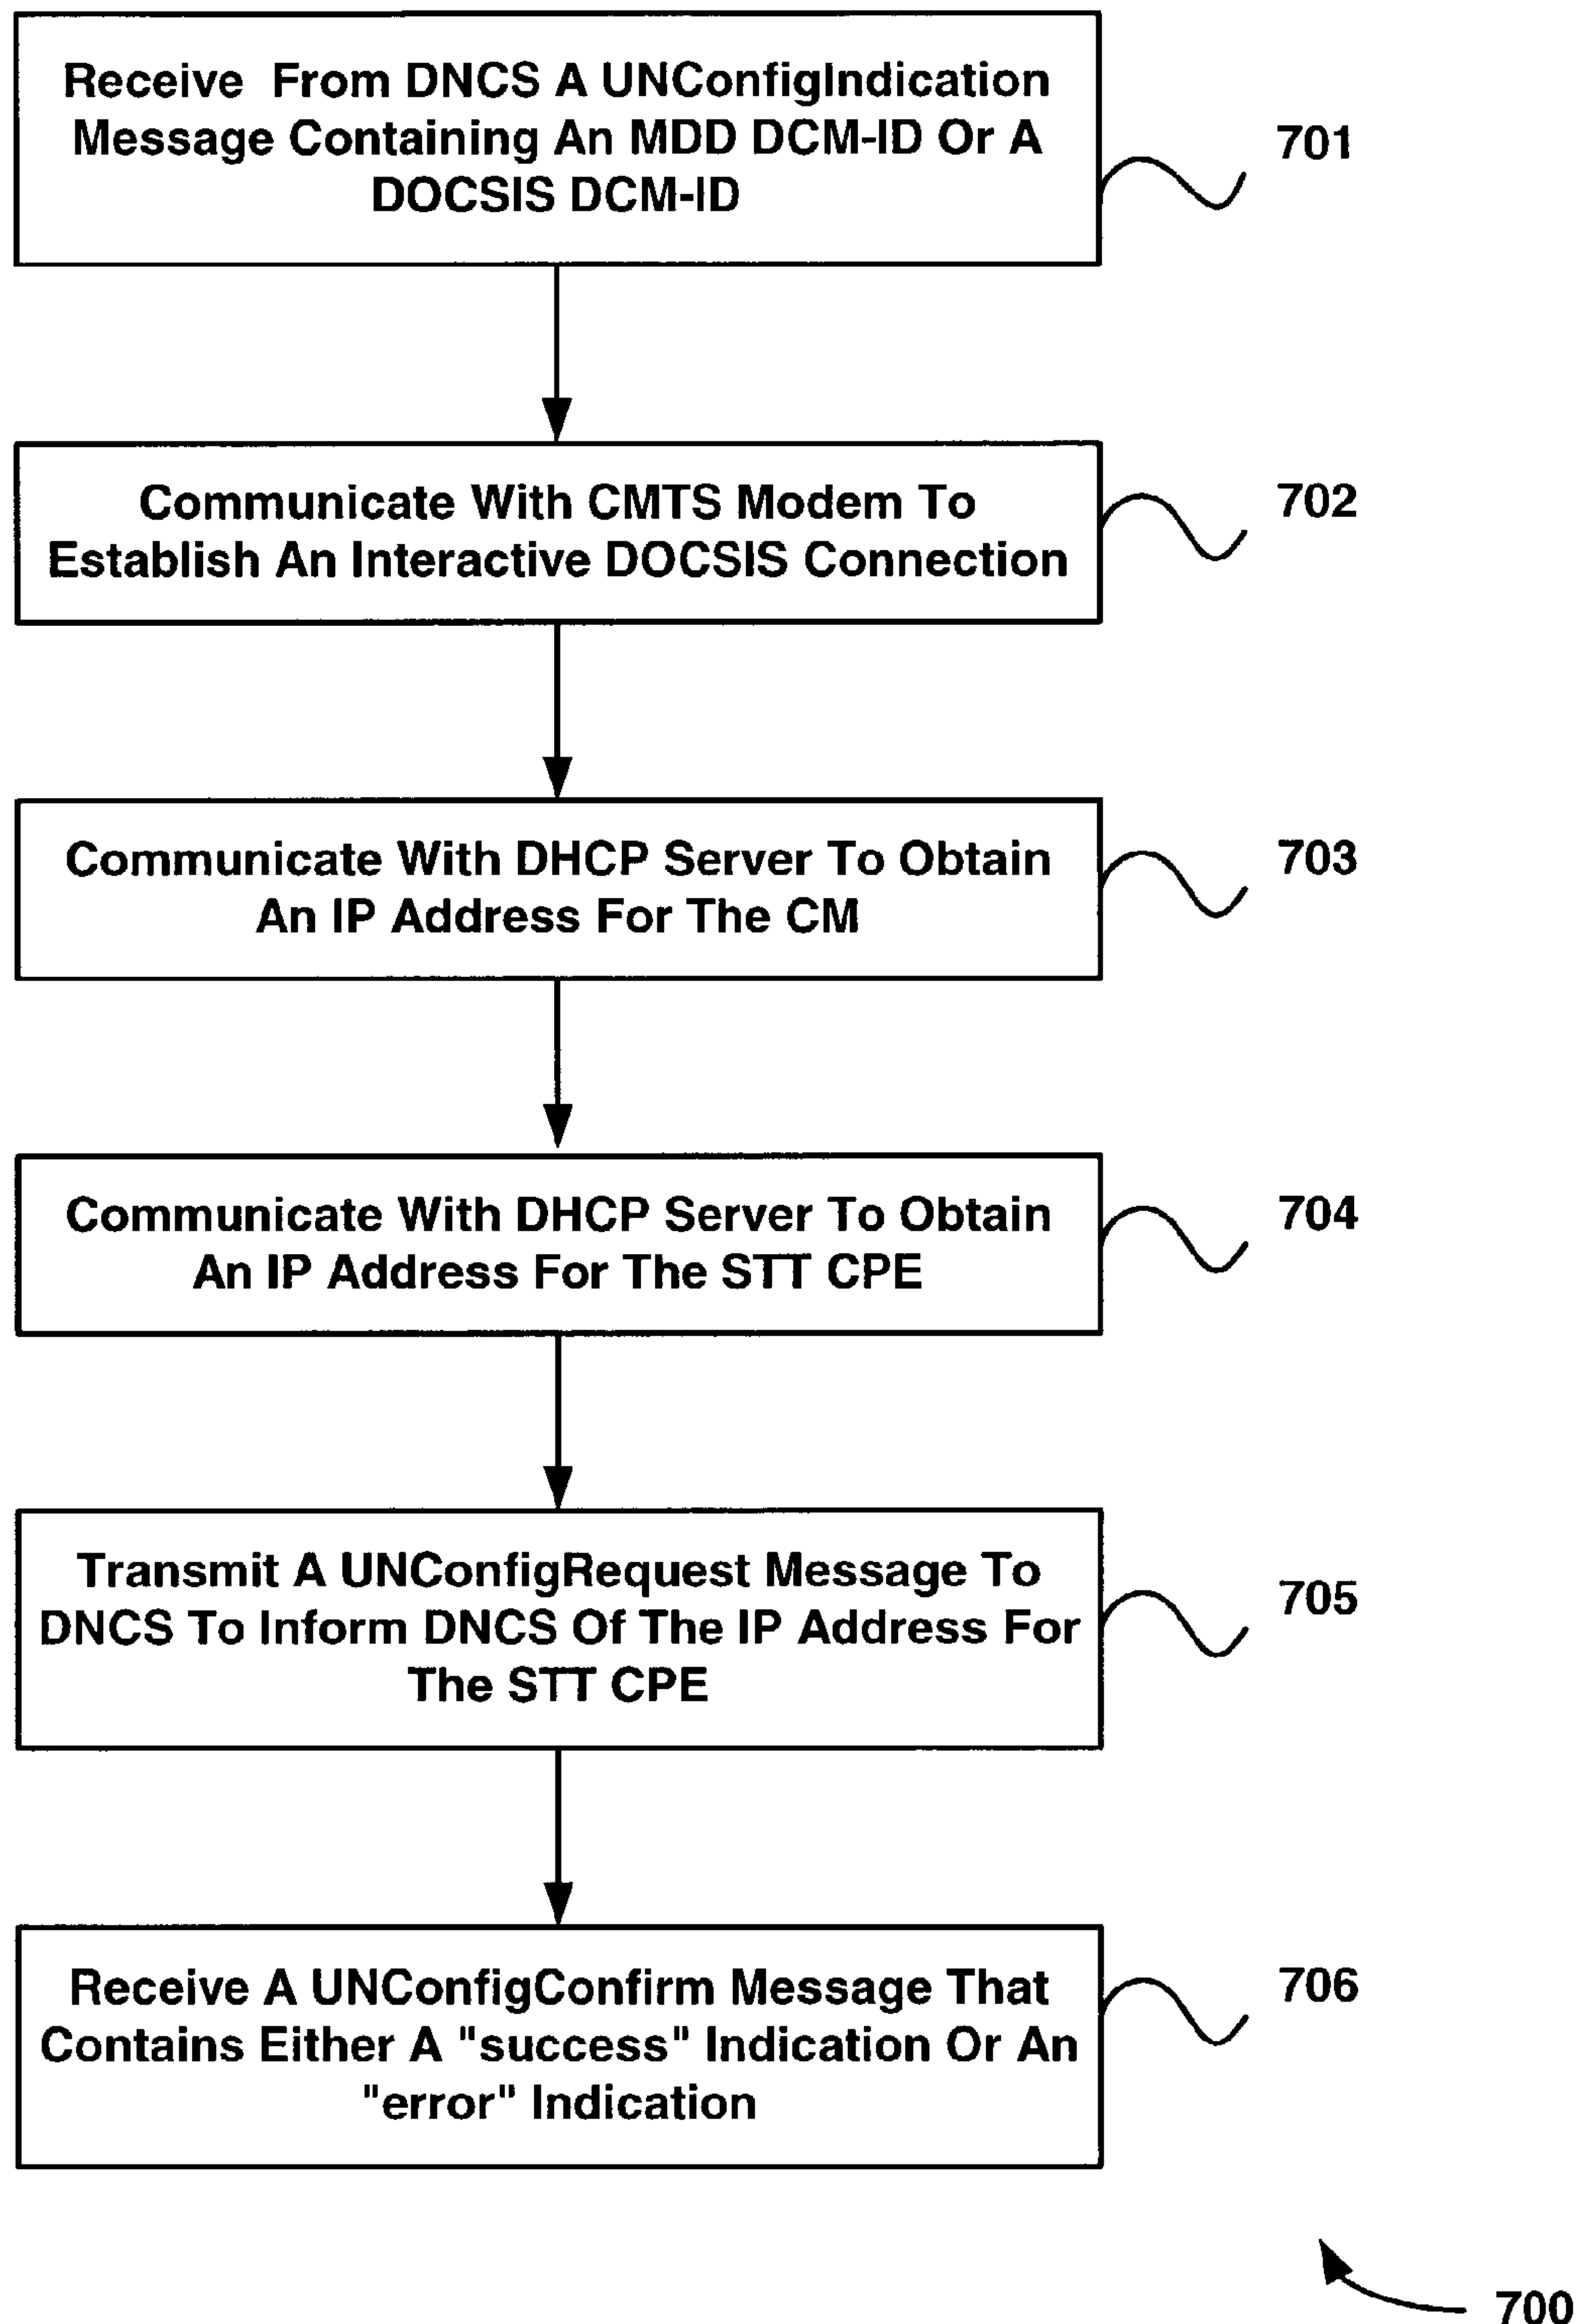 Receive From DNCS A UNConfigIndication
Message Containing An MDD DCM-ID Or A
DOCSIS DCM-ID
701
Communicate With CMTS Modem To
Establish An Interactive DOCSIS Connection
702
Communicate With DHCP Server To Obtain
An IP Address For The CM
703
Communicate With DHCP Server To Obtain
An IP Address For The STT CPE
704
Transmit A UNConfigRequest Message To
DNCS To Inform DNCS Of The IP Address For
The STT CPE
705
Receive A UNConfigConfirm Message That
Contains Either A "success" Indication Or An
"error" Indication
706
700